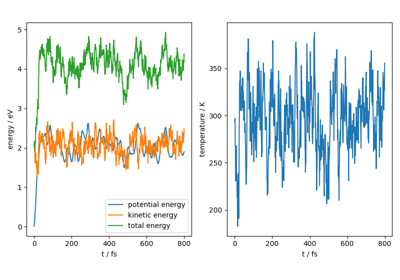 energy / eV
5
4
3
2
1
0
0
200
400
600
800
t / fs
potential energy
kinetic energy
total energy
temperature / K
350
300
250
200
0
200
400
600
800
t / fs